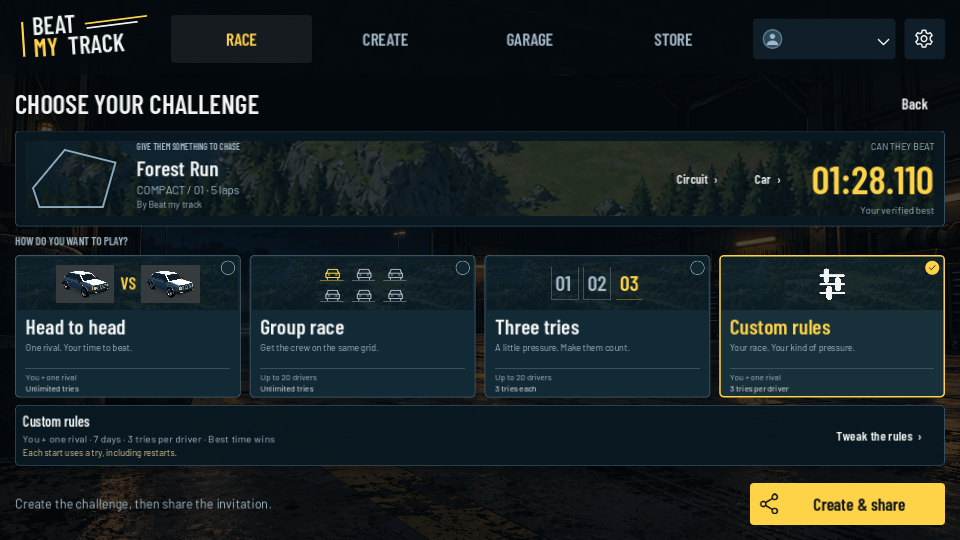 BEAT
MY TRACK
RACE
CREATE
GARAGE
STORE
CHOOSE YOUR CHALLENGE
Back
GIVE THEM SOMETHING TO CHASE
Forest Run
COMPACT / 01 · 5 laps
By Beat my track
Circuit ›
Car ›
CAN THEY BEAT
01:28.110
Your verified best
HOW DO YOU WANT TO PLAY?
VS
Head to head
One rival. Your time to beat.
You + one rival
Unlimited tries
Group race
Get the crew on the same grid.
Up to 20 drivers
Unlimited tries
01 02 03
Three tries
A little pressure. Make them count.
Up to 20 drivers
3 tries each
Custom rules
Your race. Your kind of pressure.
You + one rival
3 tries per driver
Custom rules
You + one rival · 7 days · 3 tries per driver · Best time wins
Each start uses a try, including restarts.
Tweak the rules ›
Create the challenge, then share the invitation.
Create & share